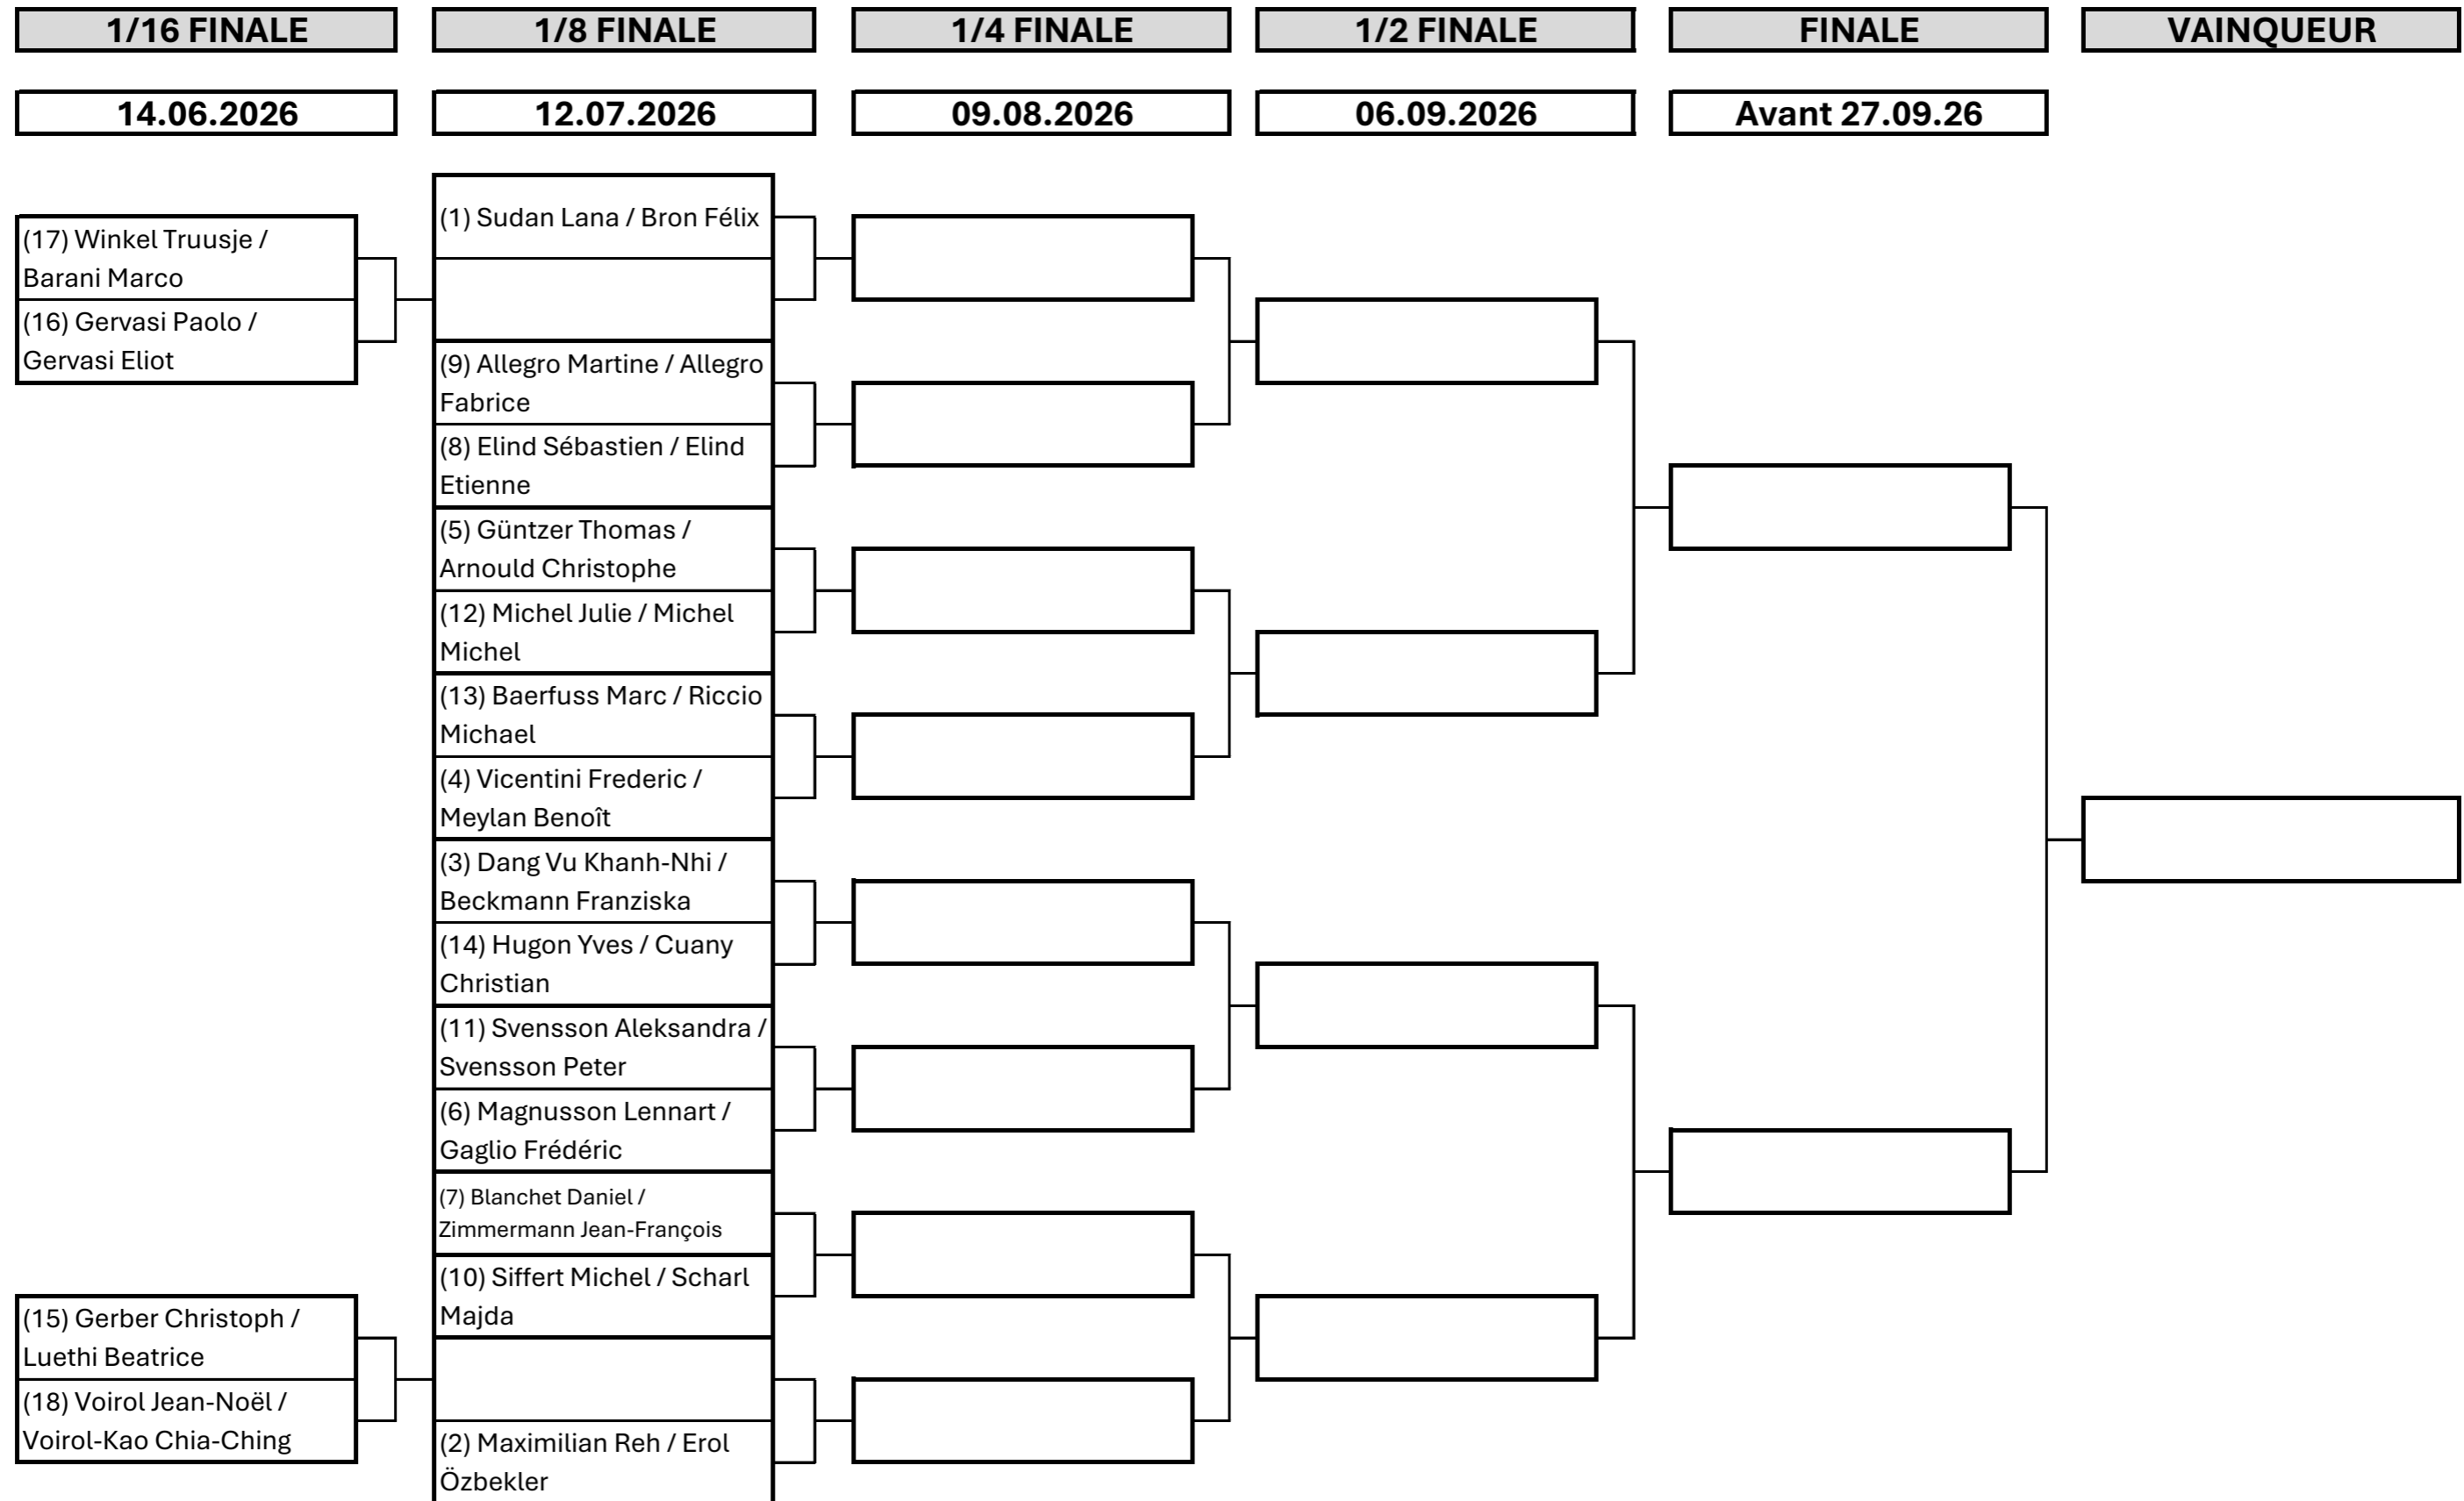 1/16 FINALE
1/8 FINALE
1/4 FINALE
1/2 FINALE
FINALE
VAINQUEUR
14.06.2026
12.07.2026
09.08.2026
06.09.2026
Avant 27.09.26
(17) Winkel Truusje /
Barani Marco
(16) Gervasi Paolo /
Gervasi Eliot
(15) Gerber Christoph /
Luethi Beatrice
(18) Voirol Jean-Noël /
Voirol-Kao Chia-Ching
(1) Sudan Lana / Bron Félix
(9) Allegro Martine / Allegro
Fabrice
(8) Elind Sébastien / Elind
Etienne
(5) Güntzer Thomas /
Arnould Christophe
(12) Michel Julie / Michel
Michel
(13) Baerfuss Marc / Riccio
Michael
(4) Vicentini Frederic /
Meylan Benoît
(3) Dang Vu Khanh-Nhi /
Beckmann Franziska
(14) Hugon Yves / Cuany
Christian
(11) Svensson Aleksandra /
Svensson Peter
(6) Magnusson Lennart /
Gaglio Frédéric
(7) Blanchet Daniel /
Zimmermann Jean-François
(10) Siffert Michel / Scharl
Majda
(2) Maximilian Reh / Erol
Özbekler